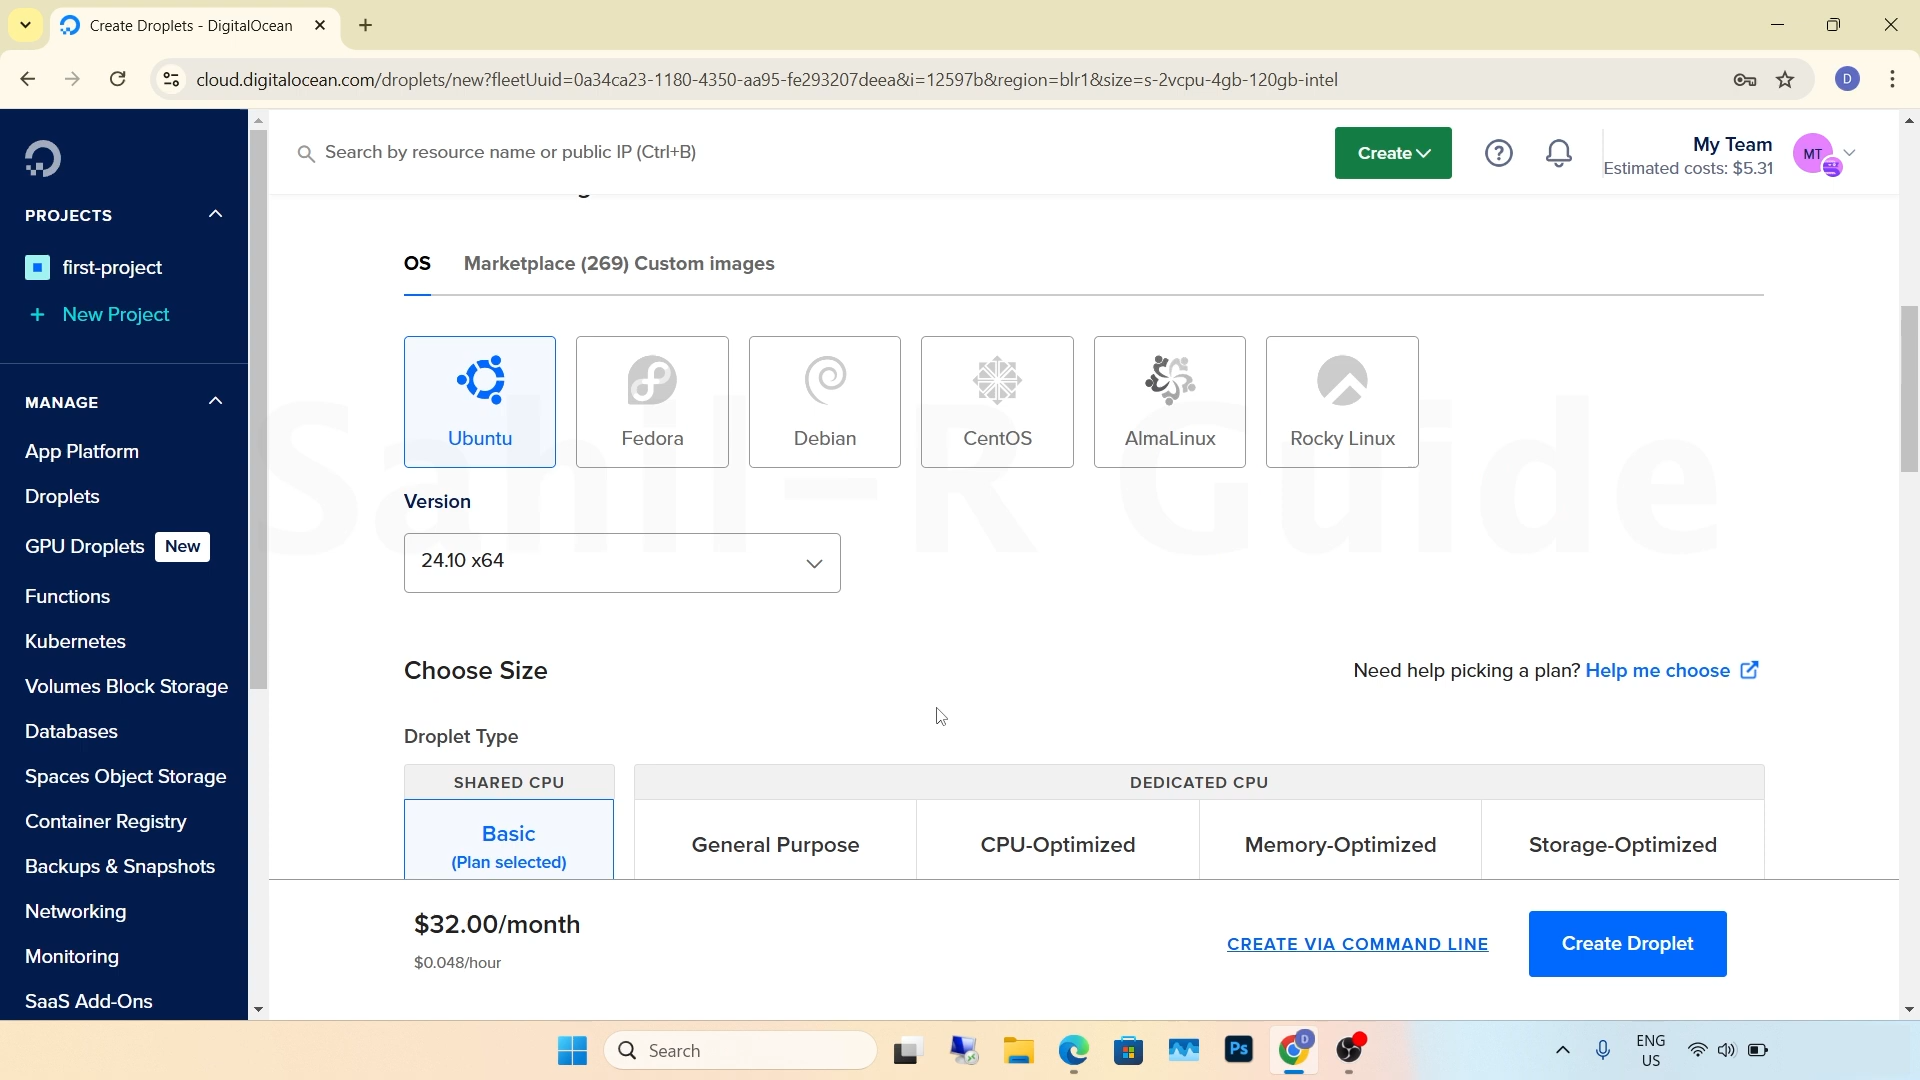 Create Droplets - DigitalOcean
cloud.digitalocean.com/droplets/new?fleetUuid=0a34ca23-1180-4350-aa95-fe293207deea&i=12597b&region=blr1&size=s-2vcpu-4gb-120gb-intel
D
Search by resource name or public IP (Ctrl+B)
Create
My Team
Estimated costs: $5.31
MT
PROJECTS
first-project
+ New Project
MANAGE
App Platform
Droplets
GPU Droplets New
Functions
Kubernetes
Volumes Block Storage
Databases
Spaces Object Storage
Container Registry
Backups & Snapshots
Networking
Monitoring
SaaS Add-Ons
OS Marketplace (269) Custom images
Ubuntu Fedora Debian CentOS AlmaLinux Rocky Linux
Sahil-R Guide
Version
24.10 x64
Choose Size
Need help picking a plan? Help me choose
Droplet Type
SHARED CPU DEDICATED CPU
Basic
(Plan selected)
General Purpose CPU-Optimized Memory-Optimized Storage-Optimized
$32.00/month
$0.048/hour
CREATE VIA COMMAND LINE
Create Droplet
Search
Ps
D
ENG
US